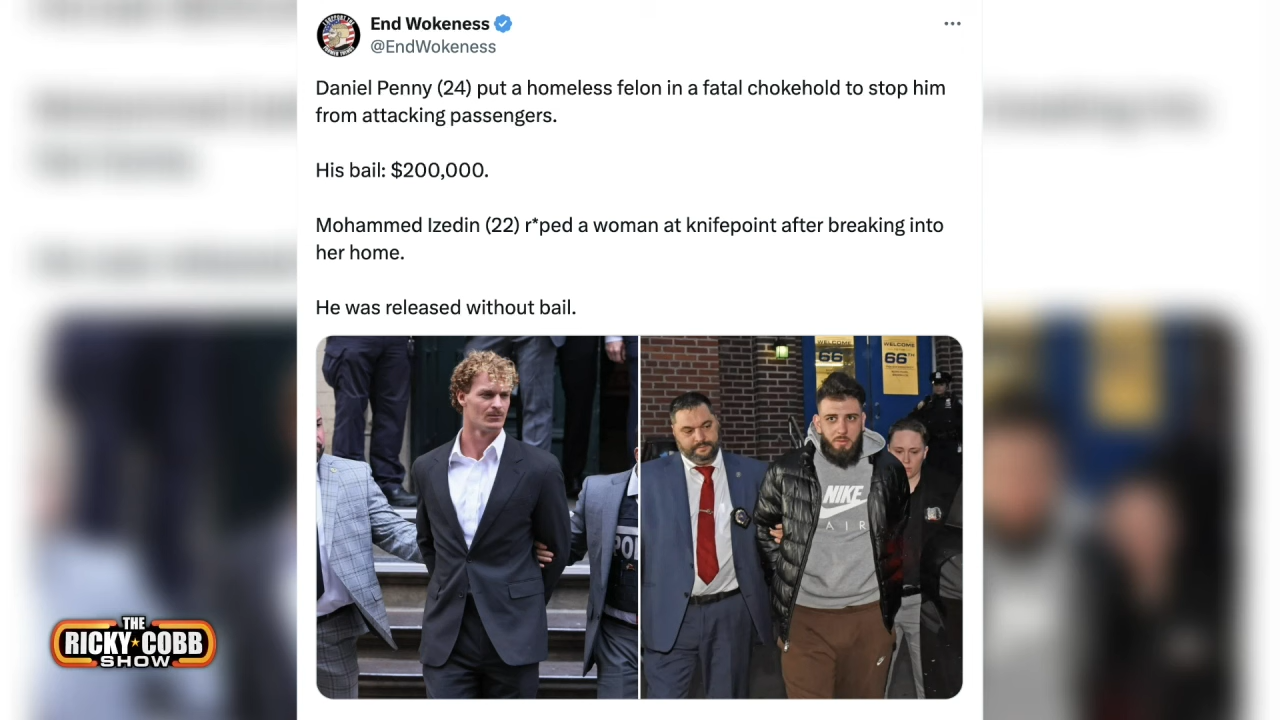 End Wokeness
@EndWokeness
Daniel Penny (24) put a homeless felon in a fatal chokehold to stop him
from attacking passengers.
His bail: $200,000.
Mohammed Izedin (22) r*ped a woman at knifepoint after breaking into
her home.
He was released without bail.
WELCOME
66
WELCOME
66TH
POL
NIKE
AIR
THE
RICKY COBB
SHOW